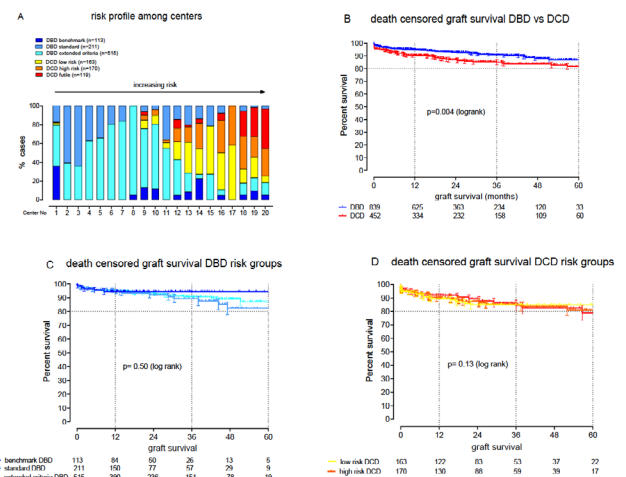 A
risk profile among centers
DBD benchmark (n=113)
DBD standard (n=211)
DBD extended criteria (n=515)
DCD low risk (n=163)
DCD high risk (n=170)
DCD futile (n=119)
increasing risk
% cases
100
80
60
40
20
0
Center No 1 2 3 4 5 6 7 8 9 10 11 12 13 14 15 16 17 18 19 20
B death censored graft survival DBD vs DCD
Percent survival
100
90
80
70
60
50
40
30
20
10
0
p=0.004 (logrank)
0 12 24 36 48 60
graft survival (months)
DBD 839 625 363 234 120 33
DCD 452 334 232 158 109 60
C death censored graft survival DBD risk groups
Percent survival
100
90
80
70
60
50
40
30
20
10
0
p= 0.50 (log rank)
0 12 24 36 48 60
graft survival
benchmark DBD 113 84 50 26 13 5
standard DBD 211 150 77 57 29 9
D death censored graft survival DCD risk groups
Percent survival
100
90
80
70
60
50
40
30
20
10
0
p= 0.13 (log rank)
0 12 24 36 48 60
graft survival
low risk DCD 163 122 83 53 37 22
high risk DCD 170 130 88 59 39 17